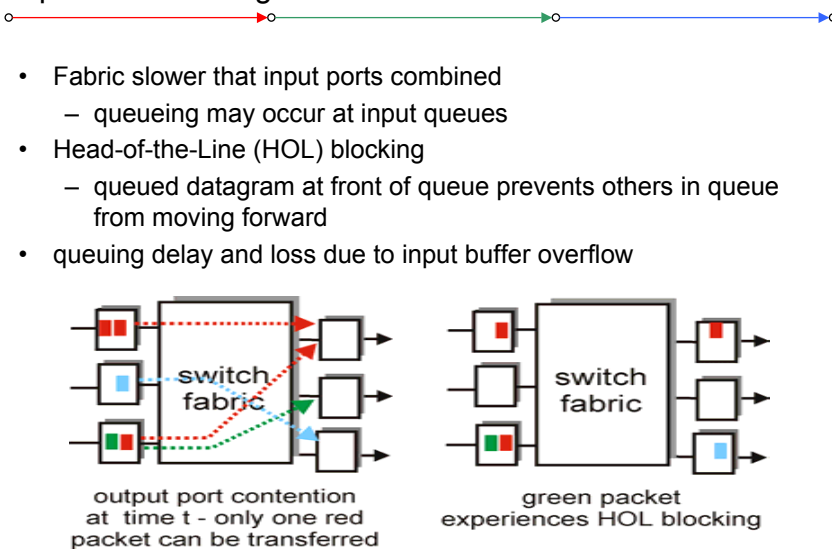 • Fabric slower that input ports combined
– queueing may occur at input queues
• Head-of-the-Line (HOL) blocking
– queued datagram at front of queue prevents others in queue
from moving forward
• queuing delay and loss due to input buffer overflow
switch
fabric
output port contention
at time t - only one red
packet can be transferred
switch
fabric
green packet
experiences HOL blocking